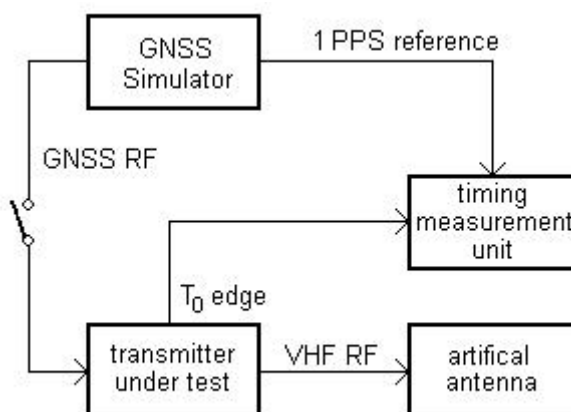 GNSS
Simulator
1 PPS reference
GNSS RF
timing
measurement
unit
T0 edge
transmitter
under test
VHF RF
artifical
antenna